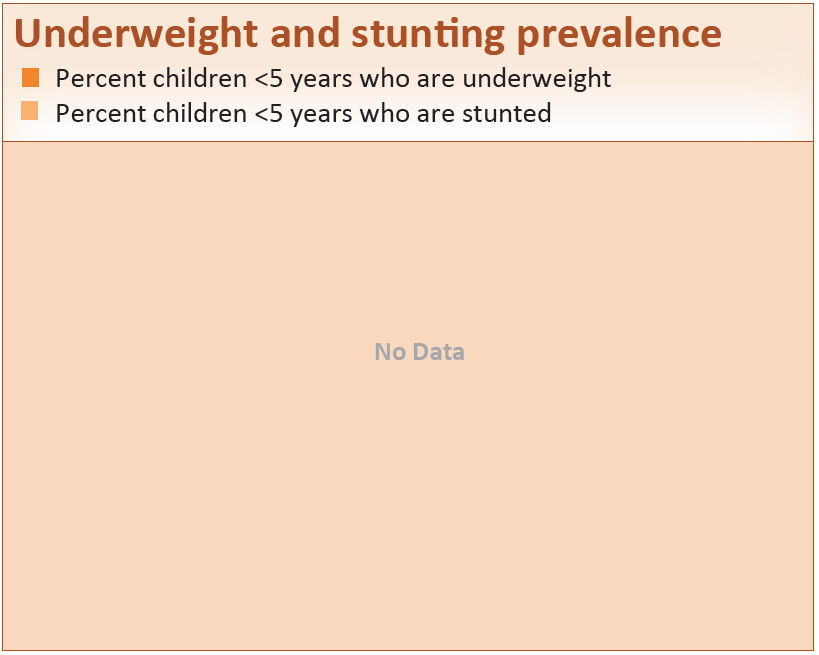 Underweight and stunting prevalence
Percent children <5 years who are underweight
Percent children <5 years who are stunted
No Data